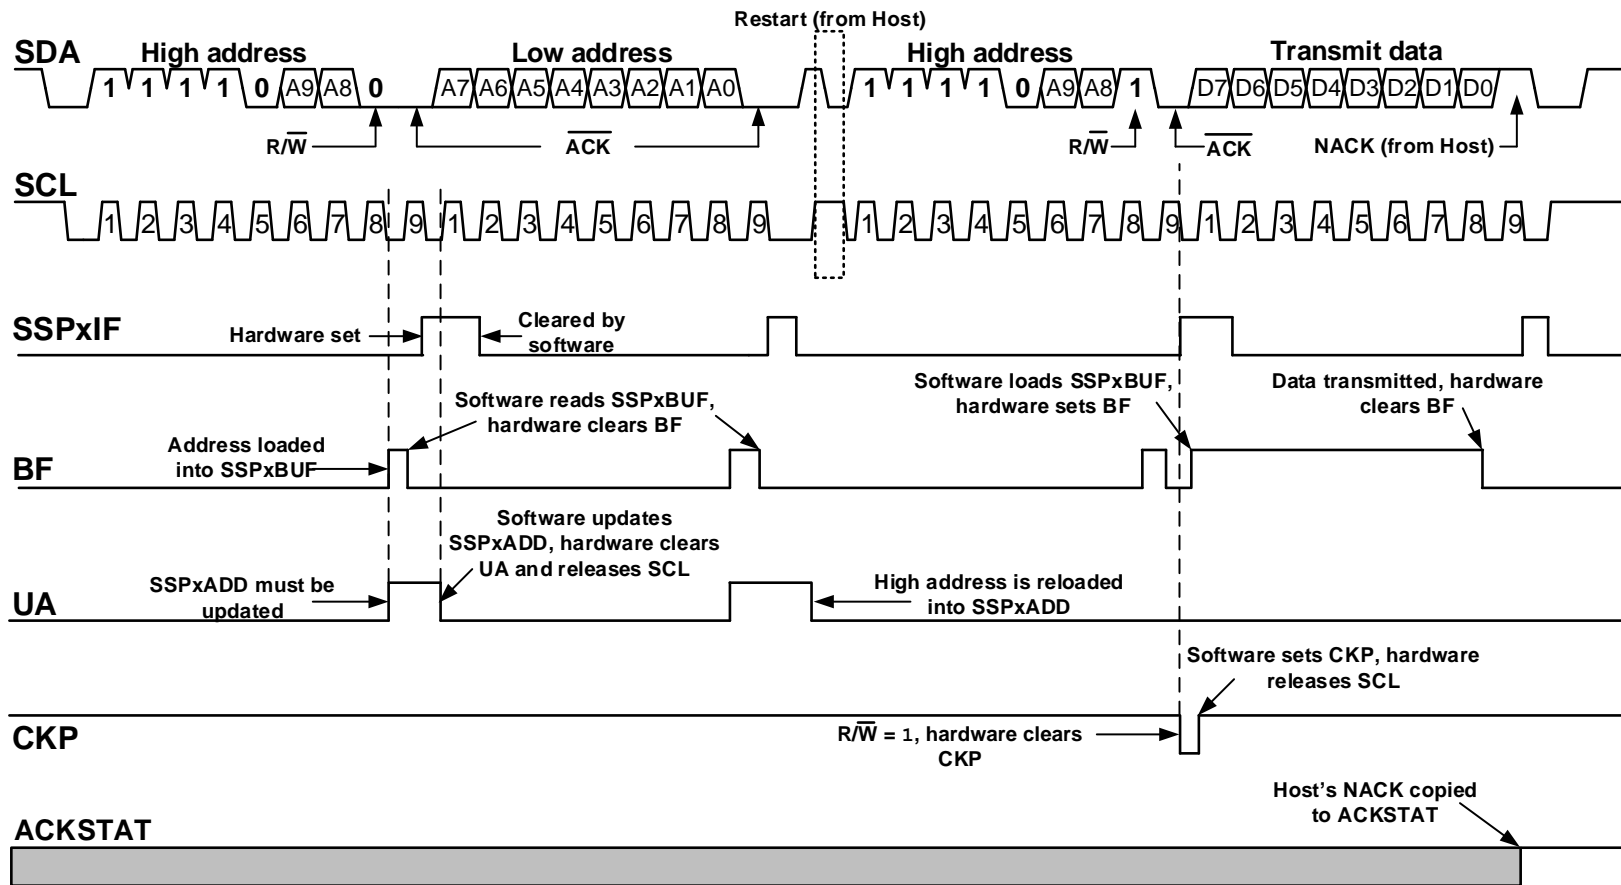 Restart (from Host)
SDA
High address
Low address
High address
Transmit data
1 1 1 1 0 A9 A8 0 A7 A6 A5 A4 A3 A2 A1 A0 1 1 1 1 0 A9 A8 1 D7 D6 D5 D4 D3 D2 D1 D0
R/W̅
A̅C̅K̅
R/W̅
A̅C̅K̅
NACK (from Host)
SCL
1 2 3 4 5 6 7 8 9 1 2 3 4 5 6 7 8 9 1 2 3 4 5 6 7 8 9 1 2 3 4 5 6 7 8 9
SSPxIF
Hardware set
Cleared by
software
BF
Address loaded
into SSPxBUF
Software reads SSPxBUF,
hardware clears BF
Software loads SSPxBUF,
hardware sets BF
Data transmitted, hardware
clears BF
UA
SSPxADD must be
updated
Software updates
SSPxADD, hardware clears
UA and releases SCL
High address is reloaded
into SSPxADD
CKP
R/W̅ = 1, hardware clears
CKP
Software sets CKP, hardware
releases SCL
ACKSTAT
Host's NACK copied
to ACKSTAT